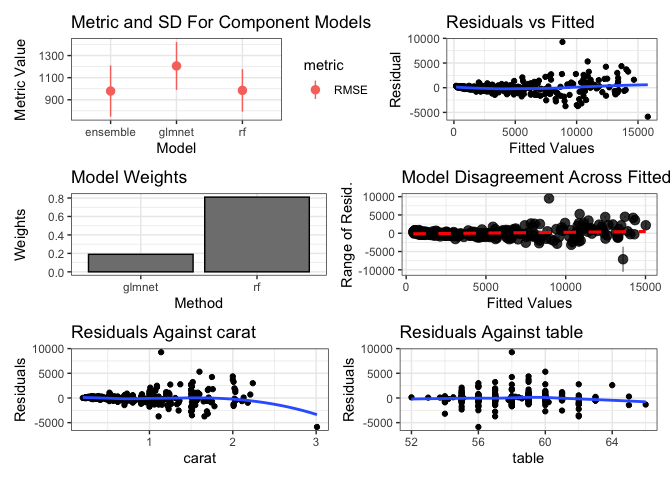 Metric and SD For Component Models
Metric Value
1300
1100
900
ensemble
glmnet
rf
Model
metric
RMSE
Residuals vs Fitted
Residual
10000
5000
0
-5000
0
5000
10000
15000
Fitted Values
Model Weights
Weights
0.8
0.6
0.4
0.2
0.0
glmnet
rf
Method
Model Disagreement Across Fitted
Range of Resid.
10000
5000
0
-5000
-10000
0
5000
10000
15000
Fitted Values
Residuals Against carat
Residuals
10000
5000
0
-5000
1
2
3
carat
Residuals Against table
Residuals
10000
5000
0
-5000
52
56
60
64
table